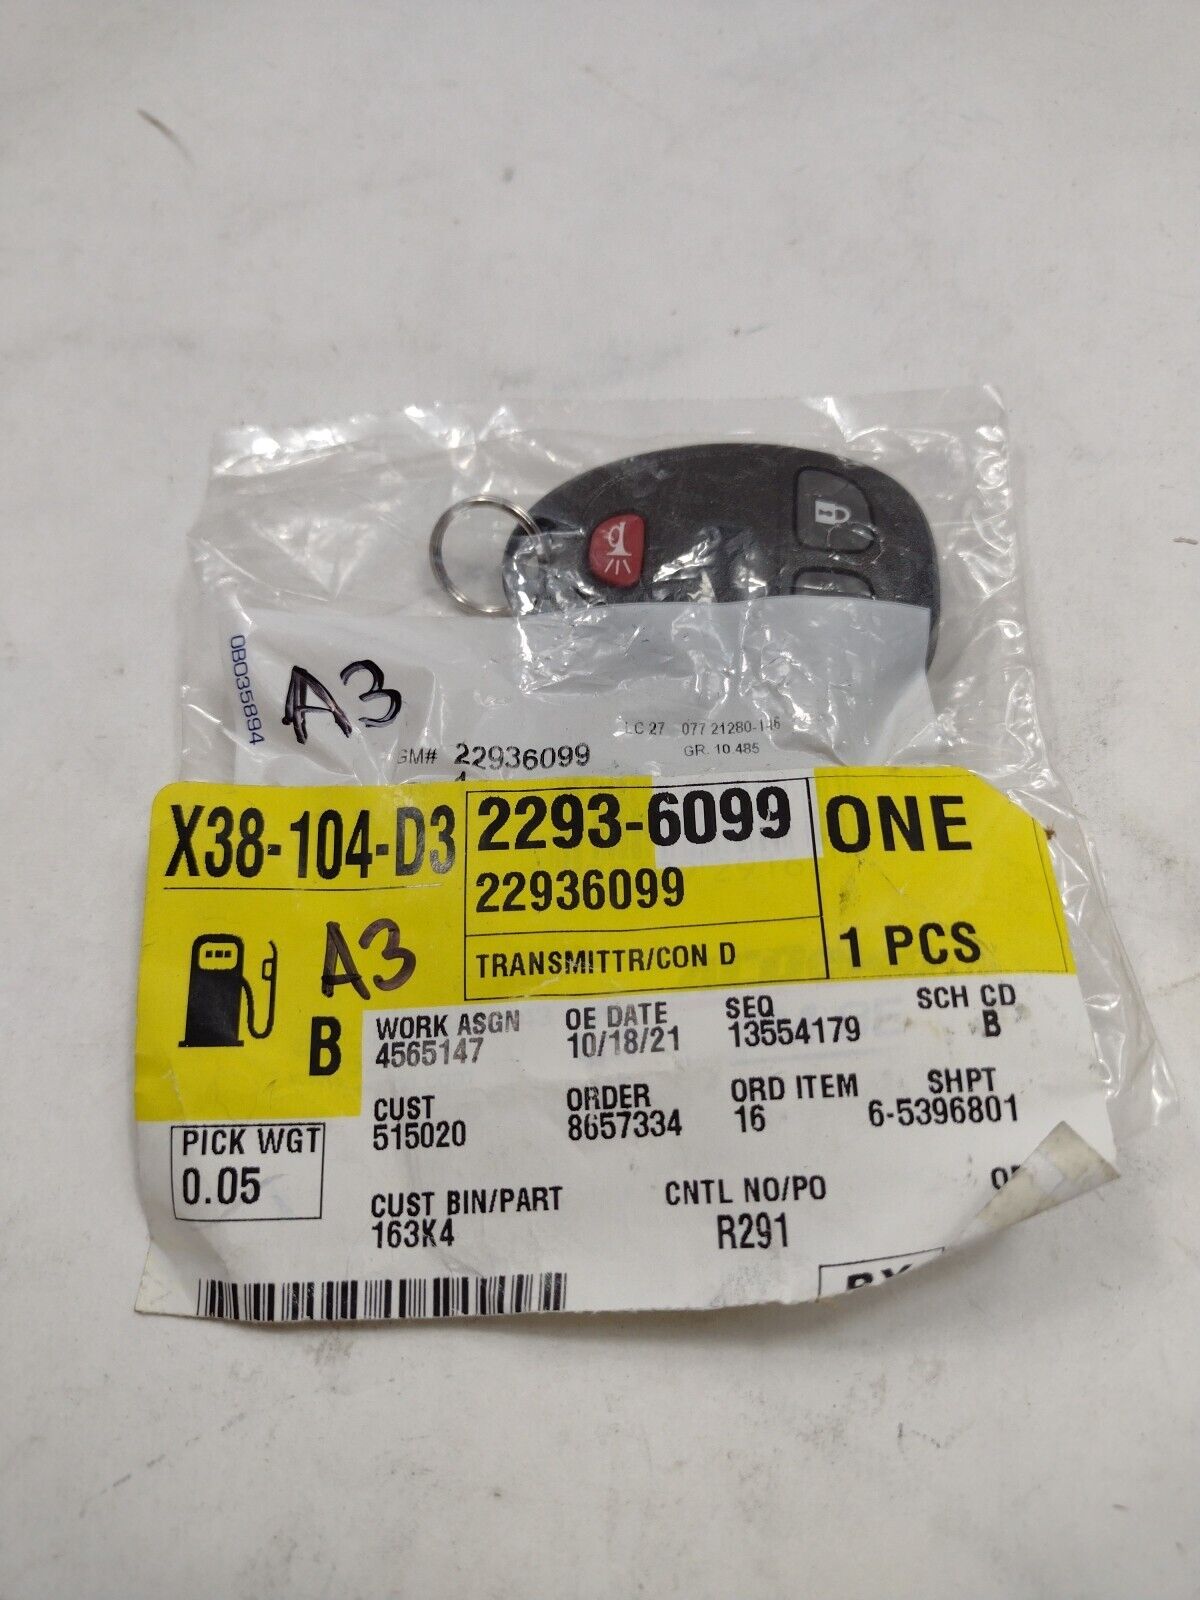 0B035894
A3
LC 27 077 21280-146
GR. 10.485
GM# 22936099
X38-104-D3
2293-6099
ONE
22936099
A3
TRANSMITTR/CON D
1 PCS
B
WORK ASGN OE DATE SEQ SCH CD
4565147 10/18/21 13554179 B
CUST ORDER ORD ITEM SHPT
515020 8657334 16 6-5396801
PICK WGT
0.05
CUST BIN/PART CNTL NO/PO
163K4 R291